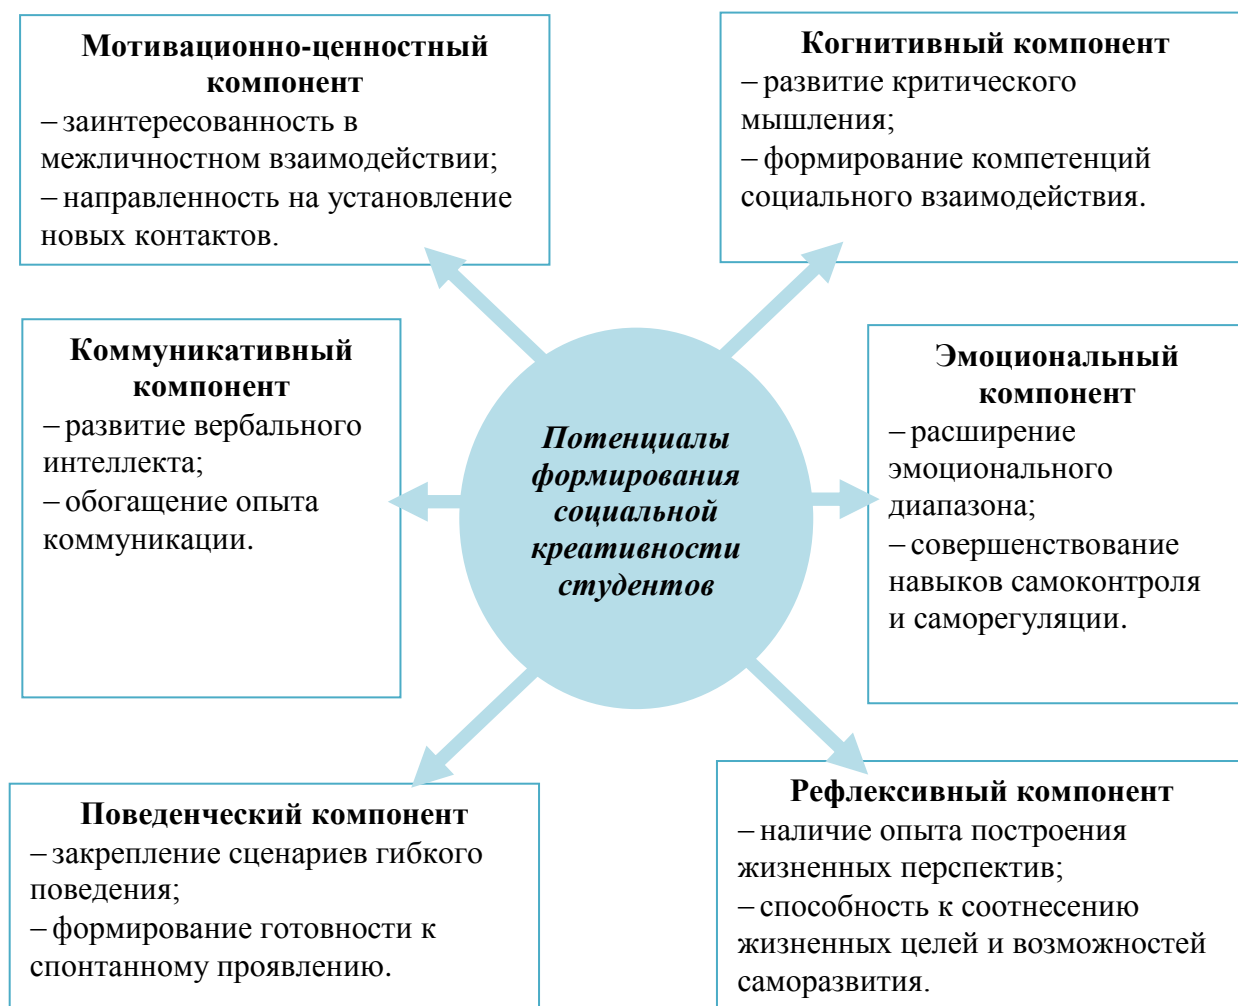 Мотивационно-ценностный
компонент
– заинтересованность в
межличностном взаимодействии;
– направленность на установление
новых контактов.
Когнитивный компонент
– развитие критического
мышления;
– формирование компетенций
социального взаимодействия.
Коммуникативный
компонент
– развитие вербального
интеллекта;
– обогащение опыта
коммуникации.
Потенциалы
формирования
социальной
креативности
студентов
Эмоциональный
компонент
– расширение
эмоционального
диапазона;
– совершенствование
навыков самоконтроля
и саморегуляции.
Поведенческий компонент
– закрепление сценариев гибкого
поведения;
– формирование готовности к
спонтанному проявлению.
Рефлексивный компонент
– наличие опыта построения
жизненных перспектив;
– способность к соотнесению
жизненных целей и возможностей
саморазвития.